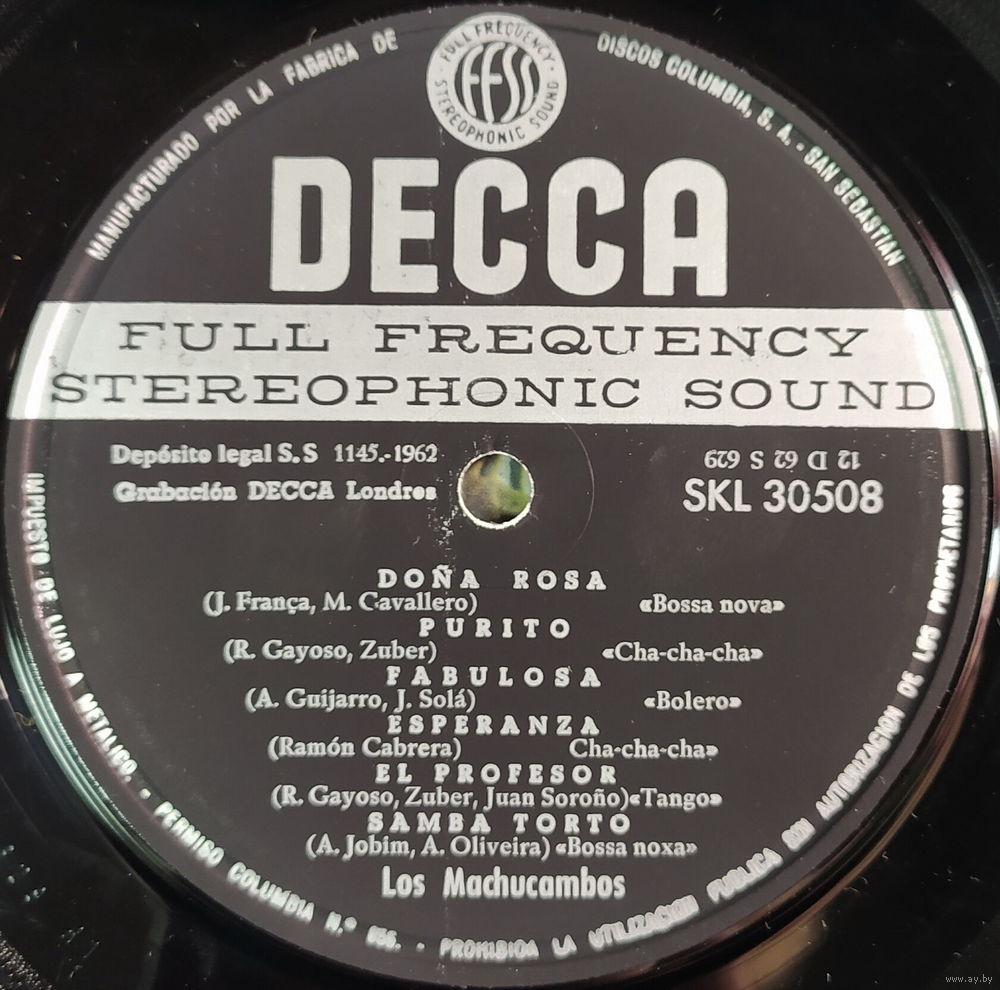 MANUFACTURADO POR LA FABRICA DE DISCOS COLUMBIA, S. A. - SAN SEBASTIAN
FULL FREQUENCY
FFSS
STEREOPHONIC SOUND
DECCA
FULL FREQUENCY
STEREOPHONIC SOUND
Depósito legal S.S 1145.-1962
Grabación DECCA Londres
12 D 62 S 629
SKL 30508
DOÑA ROSA
(J. França, M. Cavallero) «Bossa nova»
PURITO
(R. Gayoso, Zuber) «Cha-cha-cha»
FABULOSA
(A. Guijarro, J. Solá) «Bolero»
ESPERANZA
(Ramón Cabrera) Cha-cha-cha»
EL PROFESOR
(R. Gayoso, Zuber, Juan Soroño)«Tango»
SAMBA TORTO
(A. Jobim, A. Oliveira) «Bossa noxa»
Los Machucambos
IMPUESTO DE LUJO A METALICO. - PERMISO COLUMBIA N.º - PROHIBIDA LA UTILIZACION PUBLICA SIN AUTORIZACION DE LOS PROPIETARIOS
www.ay.by